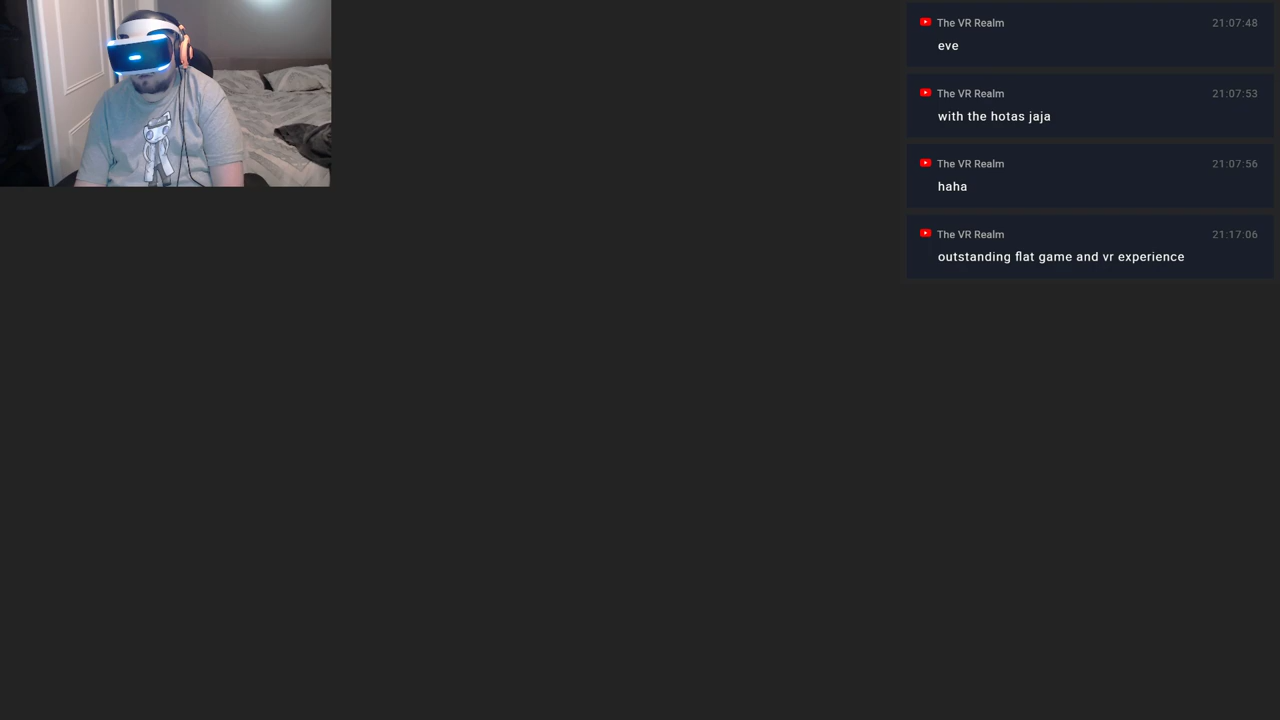 The VR Realm 21:07:48
eve
The VR Realm 21:07:53
with the hotas jaja
The VR Realm 21:07:56
haha
The VR Realm 21:17:06
outstanding flat game and vr experience